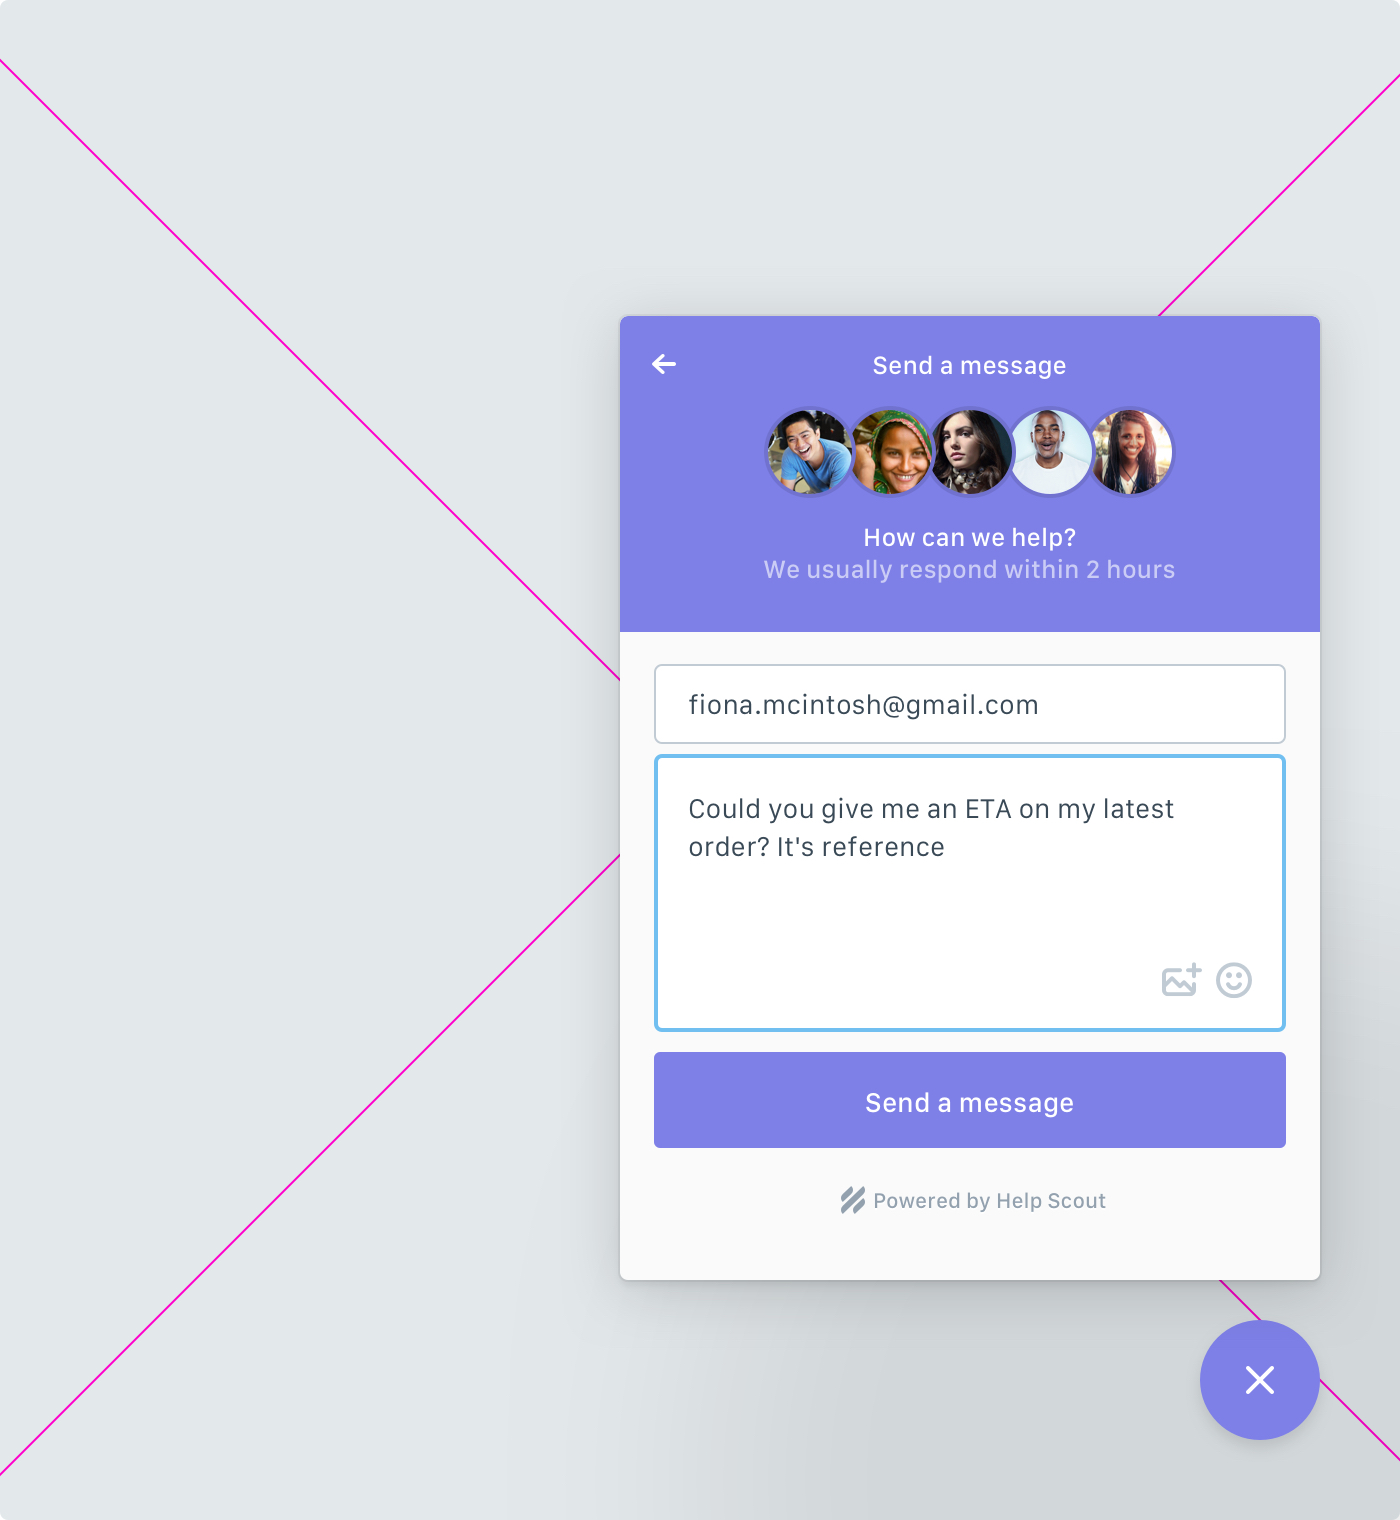 Send a message
How can we help?
We usually respond within 2 hours
fiona.mcintosh@gmail.com
Could you give me an ETA on my latest
order? It's reference
Send a message
Powered by Help Scout